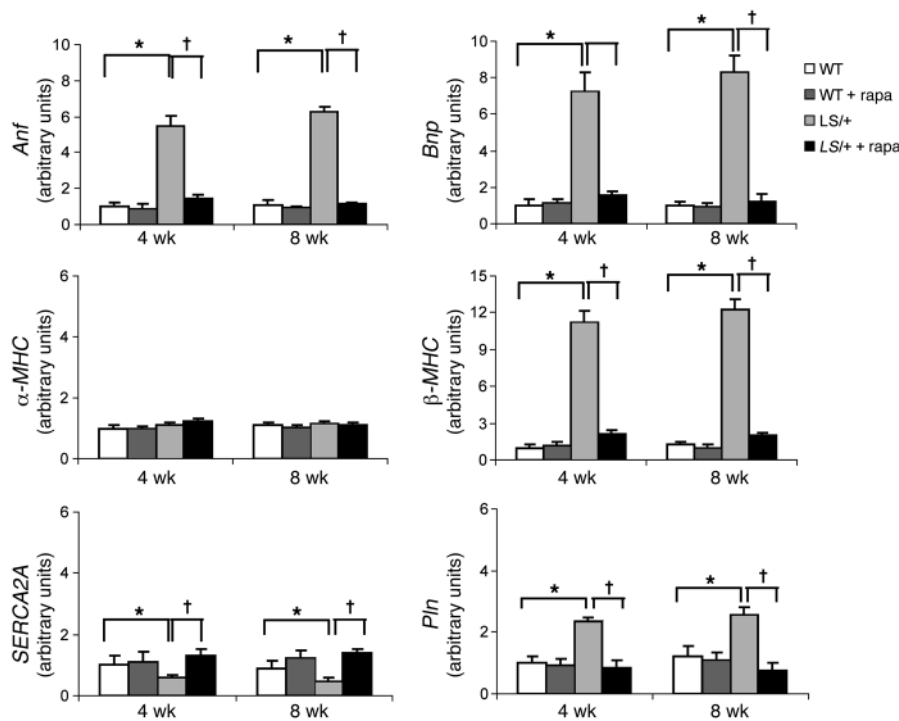 Anf
(arbitrary units)
10
8
6
4
2
0
*
†
*
†
4 wk
8 wk
Bnp
(arbitrary units)
10
8
6
4
2
0
*
*
†
4 wk
8 wk
WT
WT + rapa
LS/+
LS/+ + rapa
α-MHC
(arbitrary units)
6
4
2
0
4 wk
8 wk
β-MHC
(arbitrary units)
15
12
9
6
3
0
*
†
*
†
4 wk
8 wk
SERCA2A
(arbitrary units)
6
4
2
0
*
†
*
†
4 wk
8 wk
Pln
(arbitrary units)
6
4
2
0
*
†
*
†
4 wk
8 wk